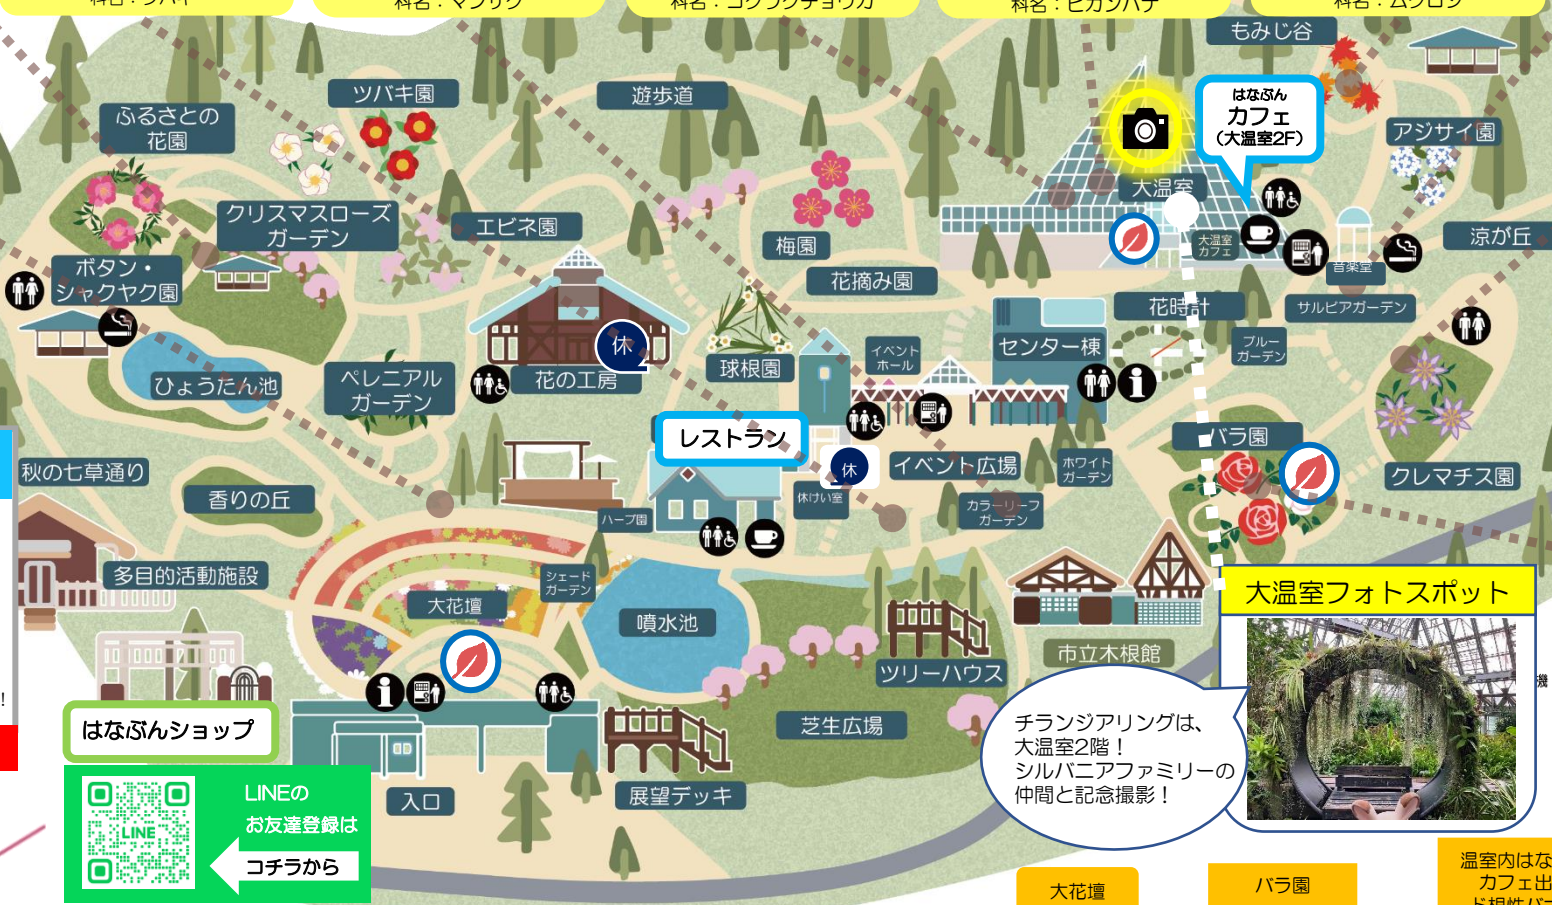 科名：マンサク
科名：ヒガンバナ
もみじ谷
ツバキ園
遊歩道
はなぶん
カフェ
（大温室2F）
アジサイ園
ふるさとの
花園
大温室
クリスマスローズ
ガーデン
エビネ園
梅園
大温室
カフェ
涼が丘
音楽堂
ボタン・
シャクヤク園
花摘み園
花時計
サルビアガーデン
休
センター棟
イベント
ホール
ブルー
ガーデン
球根園
ひょうたん池
ペレニアル
ガーデン
花の工房
レストラン
バラ園
秋の七草通り
休
イベント広場
ホワイト
ガーデン
クレマチス園
香りの丘
休けい室
カラーリーフ
ガーデン
ハーブ園
多目的活動施設
シェード
ガーデン
大花壇
噴水池
大温室フォトスポット
市立木根館
ツリーハウス
機
！
はなぶんショップ
芝生広場
チランジアリングは、
大温室2階！
シルバニアファミリーの
仲間と記念撮影！
入口
展望デッキ
LINEの
お友達登録は
コチラから
LINE
大花壇
バラ園
温室内はな
カフェ出